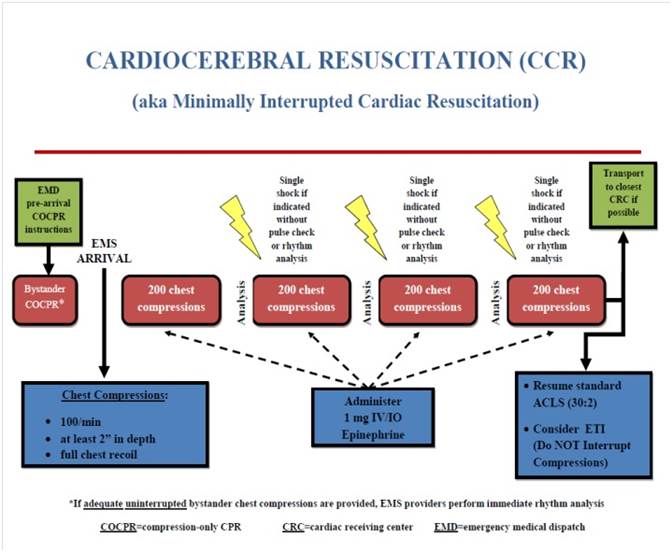 CARDIOCEREBRAL RESUSCITATION (CCR)
(aka Minimally Interrupted Cardiac Resuscitation)
EMD
pre-arrival
COCPR
instructions
EMS
ARRIVAL
Bystander
COCPR*
200 chest
compressions
Analysis
Single
shock if
indicated
without
pulse check
or rhythm
analysis
200 chest
compressions
Analysis
Single
shock if
indicated
without
pulse check
or rhythm
analysis
200 chest
compressions
Analysis
Single
shock if
indicated
without
pulse check
or rhythm
analysis
200 chest
compressions
Transport
to closest
CRC if
possible
Chest Compressions:
• 100/min
• at least 2” in depth
• full chest recoil
Administer
1 mg IV/IO
Epinephrine
• Resume standard
ACLS (30:2)
• Consider ETI
(Do NOT Interrupt
Compressions)
*If adequate uninterrupted bystander chest compressions are provided, EMS providers perform immediate rhythm analysis
COCPR=compression-only CPR CRC=cardiac receiving center EMD=emergency medical dispatch